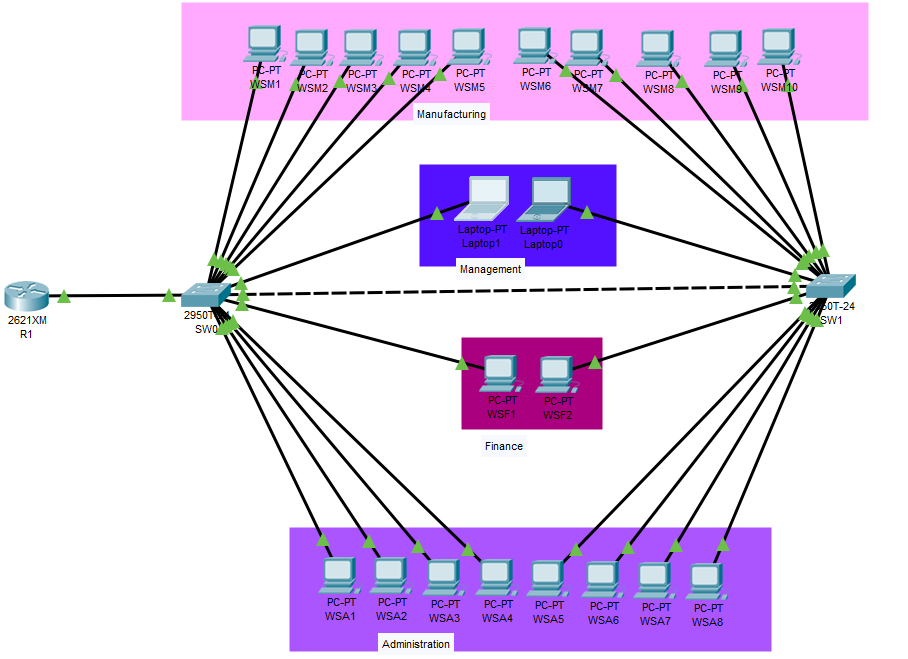 PC-PT
WSM1
PC-PT
WSM2
PC-PT
WSM3
PC-PT
WSM4
PC-PT
WSM5
PC-PT
WSM6
PC-PT
WSM7
PC-PT
WSM8
PC-PT
WSM9
PC-PT
WSM10
Manufacturing
Laptop-PT
Laptop1
Laptop-PT
Laptop0
Management
2621XM
R1
2950T-24
SW0
2950T-24
SW1
PC-PT
WSF1
PC-PT
WSF2
Finance
PC-PT
WSA1
PC-PT
WSA2
PC-PT
WSA3
PC-PT
WSA4
PC-PT
WSA5
PC-PT
WSA6
PC-PT
WSA7
PC-PT
WSA8
Administration